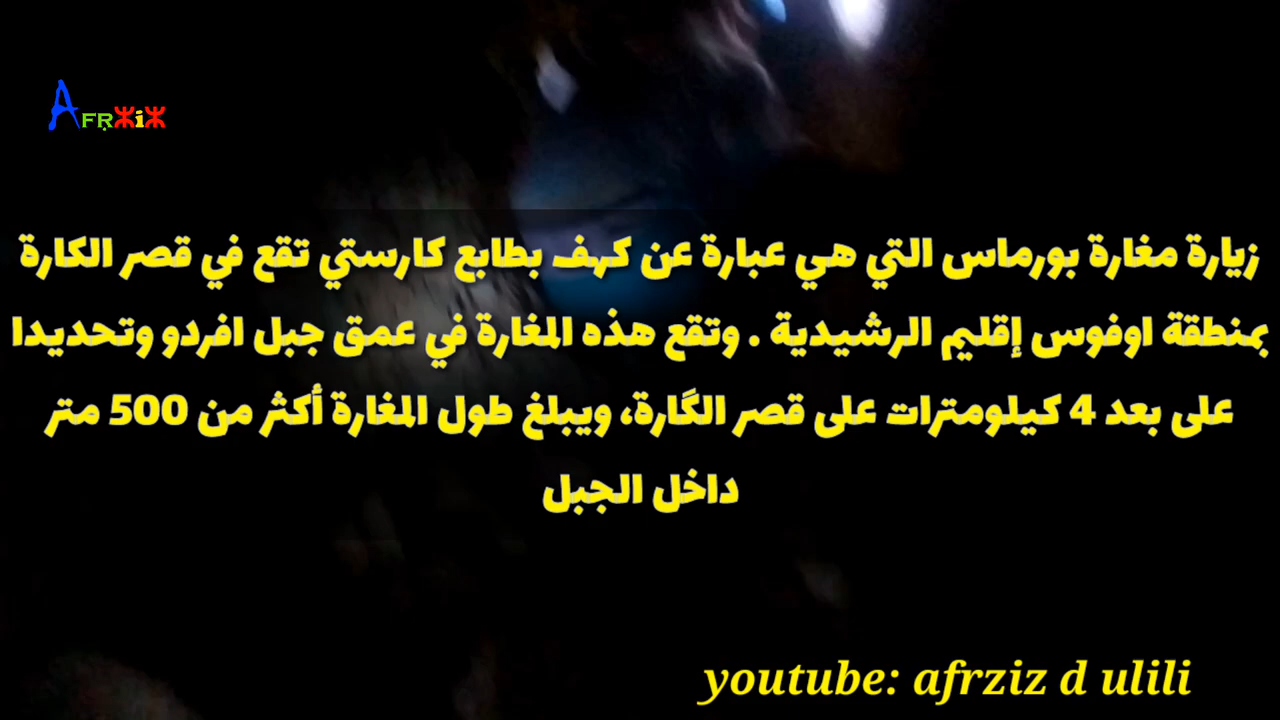 AFRⵣiⵣ
زيارة مغارة بورماس التي هي عبارة عن كهف بطابع كارستي تقع في قصر الكارة
بمنطقة اوفوس إقليم الرشيدية . وتقع هذه المغارة في عمق جبل افردو وتحديدا
على بعد 4 كيلومترات على قصر الگارة، ويبلغ طول المغارة أكثر من 500 متر
داخل الجبل
youtube: afrziz d ulili